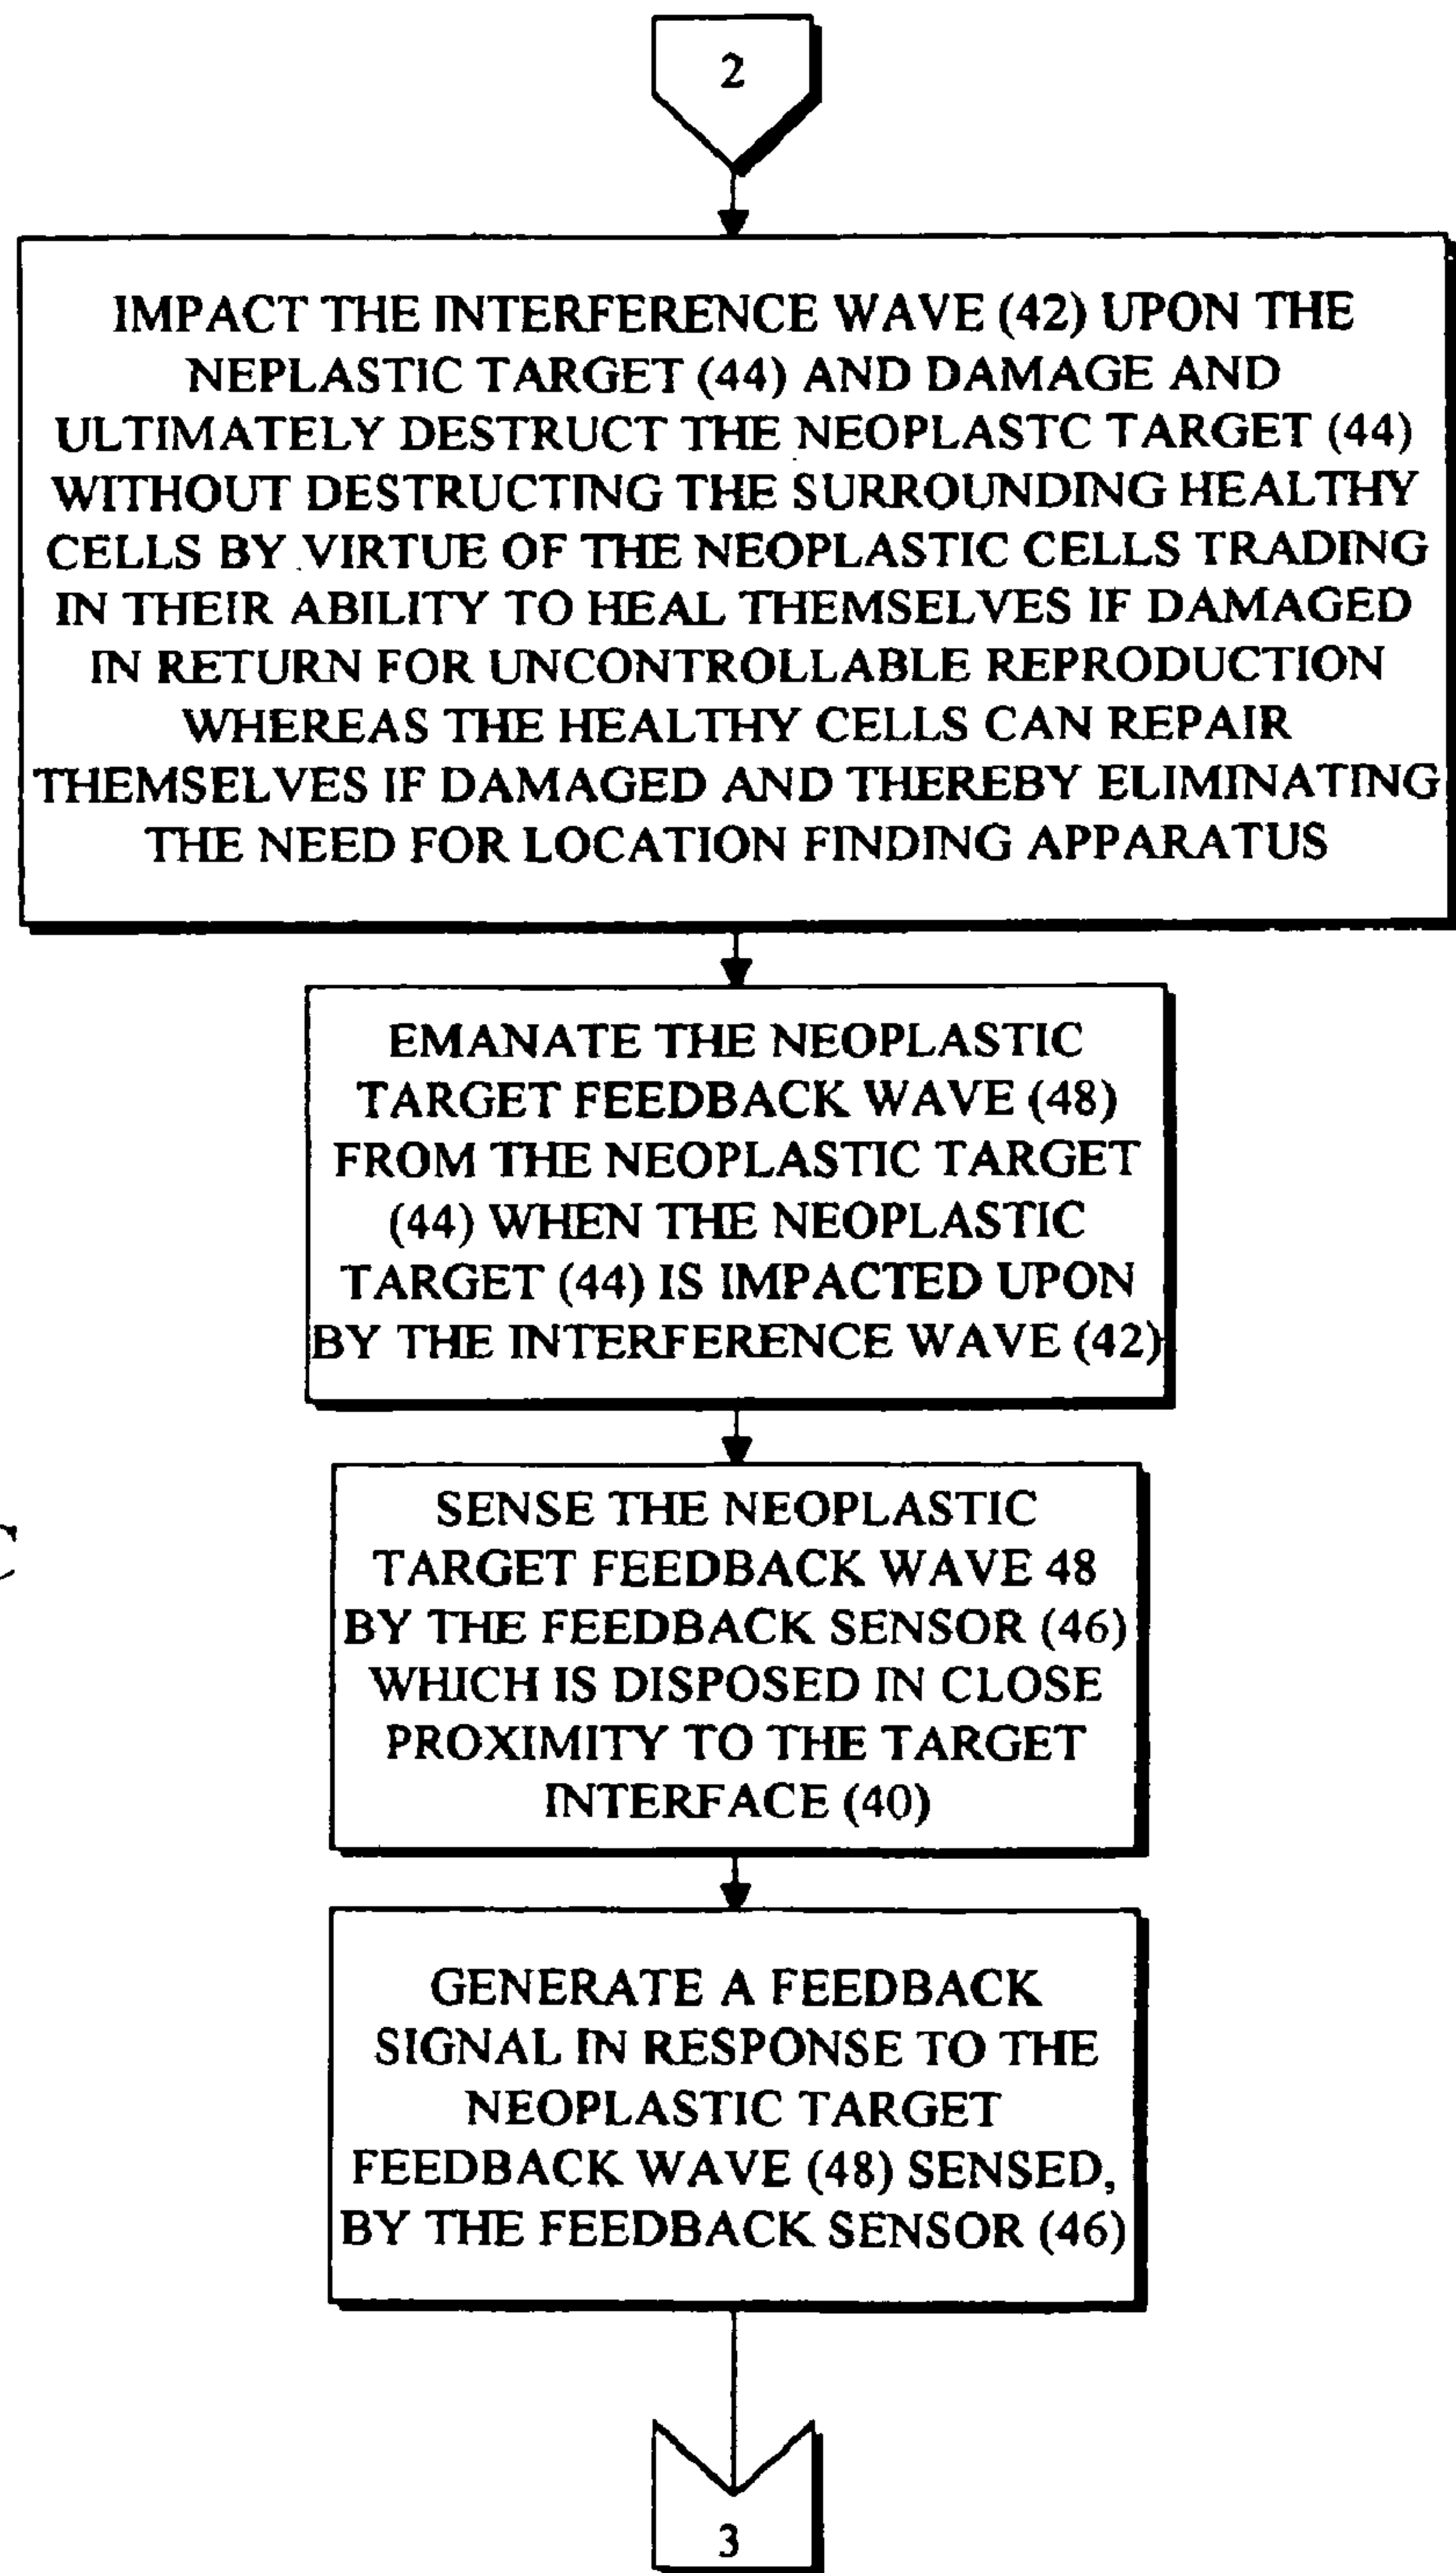 2
IMPACT THE INTERFERENCE WAVE (42) UPON THE
NEPLASTIC TARGET (44) AND DAMAGE AND
ULTIMATELY DESTRUCT THE NEOPLASTC TARGET (44)
WITHOUT DESTRUCTING THE SURROUNDING HEALTHY
CELLS BY VIRTUE OF THE NEOPLASTIC CELLS TRADING
IN THEIR ABILITY TO HEAL THEMSELVES IF DAMAGED
IN RETURN FOR UNCONTROLLABLE REPRODUCTION
WHEREAS THE HEALTHY CELLS CAN REPAIR
THEMSELVES IF DAMAGED AND THEREBY ELIMINATING
THE NEED FOR LOCATION FINDING APPARATUS
EMANATE THE NEOPLASTIC
TARGET FEEDBACK WAVE (48)
FROM THE NEOPLASTIC TARGET
(44) WHEN THE NEOPLASTIC
TARGET (44) IS IMPACTED UPON
BY THE INTERFERENCE WAVE (42)
SENSE THE NEOPLASTIC
TARGET FEEDBACK WAVE 48
BY THE FEEDBACK SENSOR (46)
WHICH IS DISPOSED IN CLOSE
PROXIMITY TO THE TARGET
INTERFACE (40)
GENERATE A FEEDBACK
SIGNAL IN RESPONSE TO THE
NEOPLASTIC TARGET
FEEDBACK WAVE (48) SENSED,
BY THE FEEDBACK SENSOR (46)
3